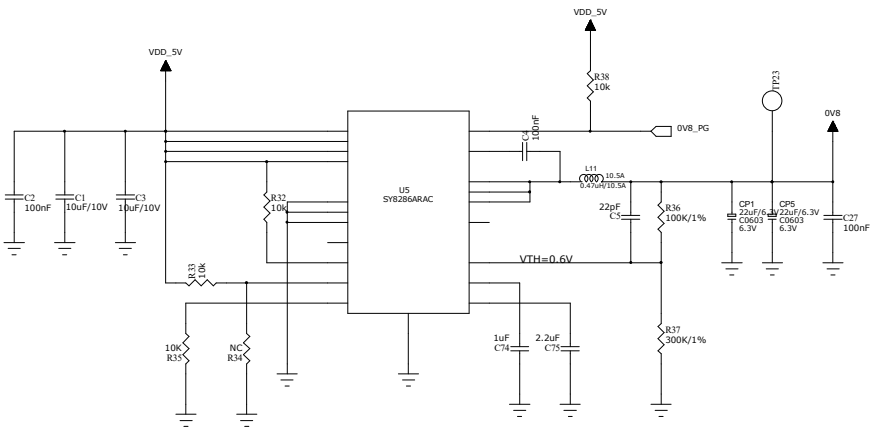 VDD_5V
VDD_5V
R38
10k
TP23
0V8
0V8_PG
C4
100nF
U5
SY8286ARAC
L11
10.5A
0.47uH/10.5A
C2
100nF
C1
10uF/10V
C3
10uF/10V
R32
10k
22pF
C5
R36
100K/1%
CP1
22uF/6.3V
C0603
6.3V
CP5
22uF/6.3V
C0603
6.3V
C27
100nF
VTH=0.6V
R33
10k
10K
R35
NC
R34
1uF
C74
2.2uF
C75
R37
300K/1%